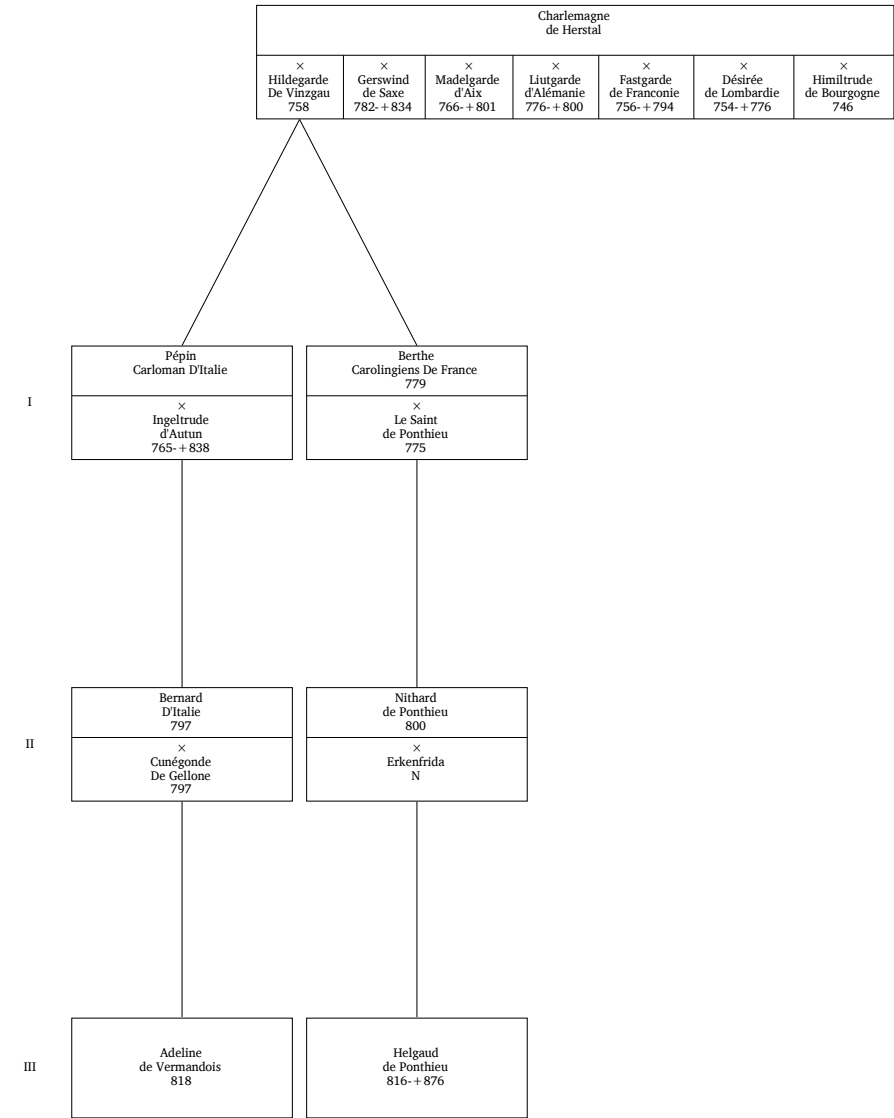 Charlemagne
de Herstal
×
Hildegarde
De Vinzgau
758
×
Gerswind
de Saxe
782-+834
×
Madelgarde
d'Aix
766-+801
×
Liutgarde
d'Alémanie
776-+800
×
Fastgarde
de Franconie
756-+794
×
Désirée
de Lombardie
754-+776
×
Himiltrude
de Bourgogne
746
I
Pépin
Carloman D'Italie
×
Ingeltrude
d'Autun
765-+838
Berthe
Carolingiens De France
779
×
Le Saint
de Ponthieu
775
II
Bernard
D'Italie
797
×
Cunégonde
De Gellone
797
Nithard
de Ponthieu
800
×
Erkenfrida
N
III
Adeline
de Vermandois
818
Helgaud
de Ponthieu
816-+876